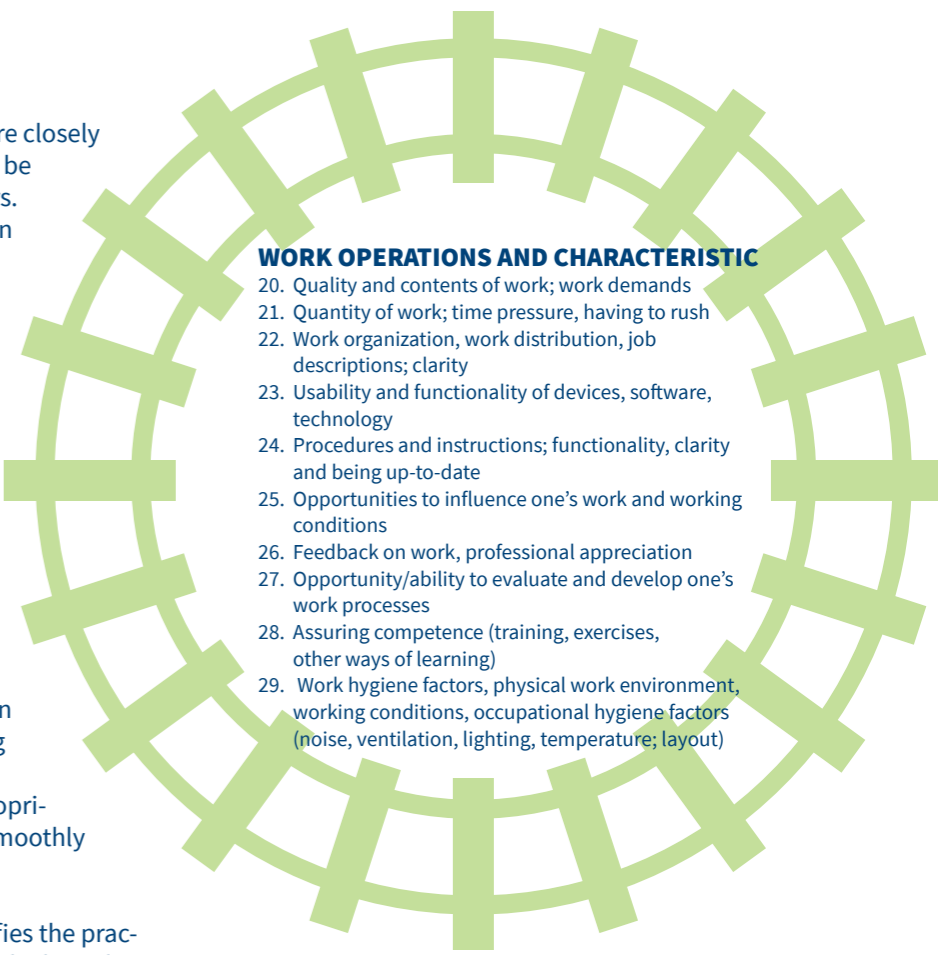 re closely
be
s.
n
WORK OPERATIONS AND CHARACTERISTIC
20. Quality and contents of work; work demands
21. Quantity of work; time pressure, having to rush
22. Work organization, work distribution, job
descriptions; clarity
23. Usability and functionality of devices, software,
technology
24. Procedures and instructions; functionality, clarity
and being up-to-date
25. Opportunities to influence one's work and working
conditions
26. Feedback on work, professional appreciation
27. Opportunity/ability to evaluate and develop one's
work processes
28. Assuring competence (training, exercises,
other ways of learning)
29. Work hygiene factors, physical work environment,
working conditions, occupational hygiene factors
(noise, ventilation, lighting, temperature; layout)
n
g
opri-
moothly
fies the prac-